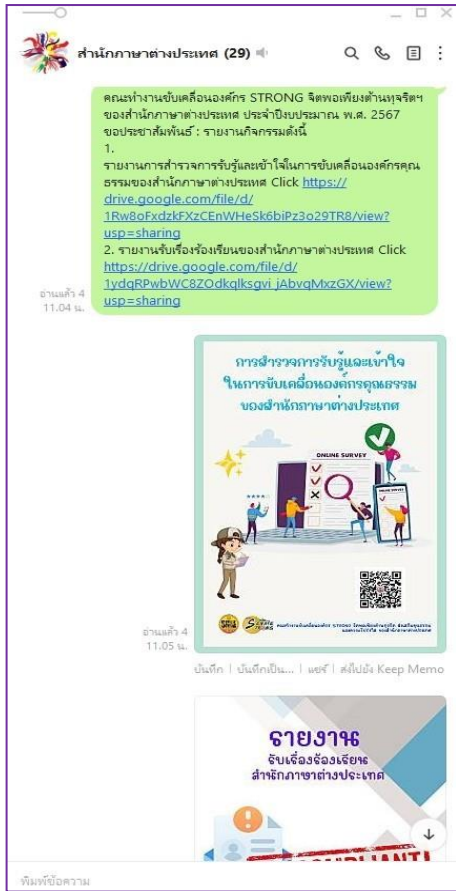 สำนักภาษาต่างประเทศ (29)
คณะทำงานขับเคลื่อนองค์กร STRONG จิตพอเพียงต้านทุจริตฯ
ของสำนักภาษาต่างประเทศ ประจำปีงบประมาณ พ.ศ. 2567
ขอประชาสัมพันธ์ : รายงานกิจกรรมดังนี้
1.
รายงานการสำรวจการรับรู้และเข้าใจในการขับเคลื่อนองค์กรคุณ
ธรรมของสำนักภาษาต่างประเทศ Click https://
drive.google.com/file/d/
1Rw8oFxdzkFXzCEnWHeSk6biPz3o29TR8/view?
usp=sharing
2. รายงานรับเรื่องร้องเรียนของสำนักภาษาต่างประเทศ Click
https://drive.google.com/file/d/
1ydqRPwbWC8ZOdkqlksgvi_jAbvqMxzGX/view?
usp=sharing
อ่านแล้ว 4
11.04 น.
การสำรวจการรับรู้และเข้าใจ
ในการขับเคลื่อนองค์กรคุณธรรม
ของสำนักภาษาต่างประเทศ
ONLINE SURVEY
อ่านแล้ว 4
11.05 น.
บันทึก | บันทึกเป็น... | แชร์ | ส่งไปยัง Keep Memo
รายงาน
รับเรื่องร้องเรียน
สำนักภาษาต่างประเทศ
พิมพ์ข้อความ